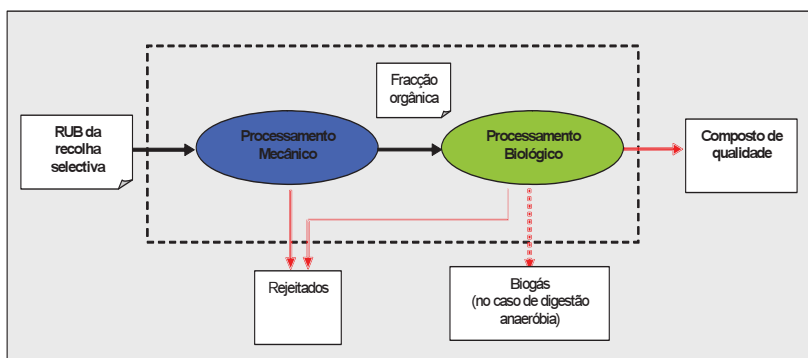 Fracção
orgânica
RUB da
recolha
selectiva
Processamento
Mecânico
Processamento
Biológico
Composto de
qualidade
Rejeitados
Biogás
(no caso de digestão
anaeróbia)